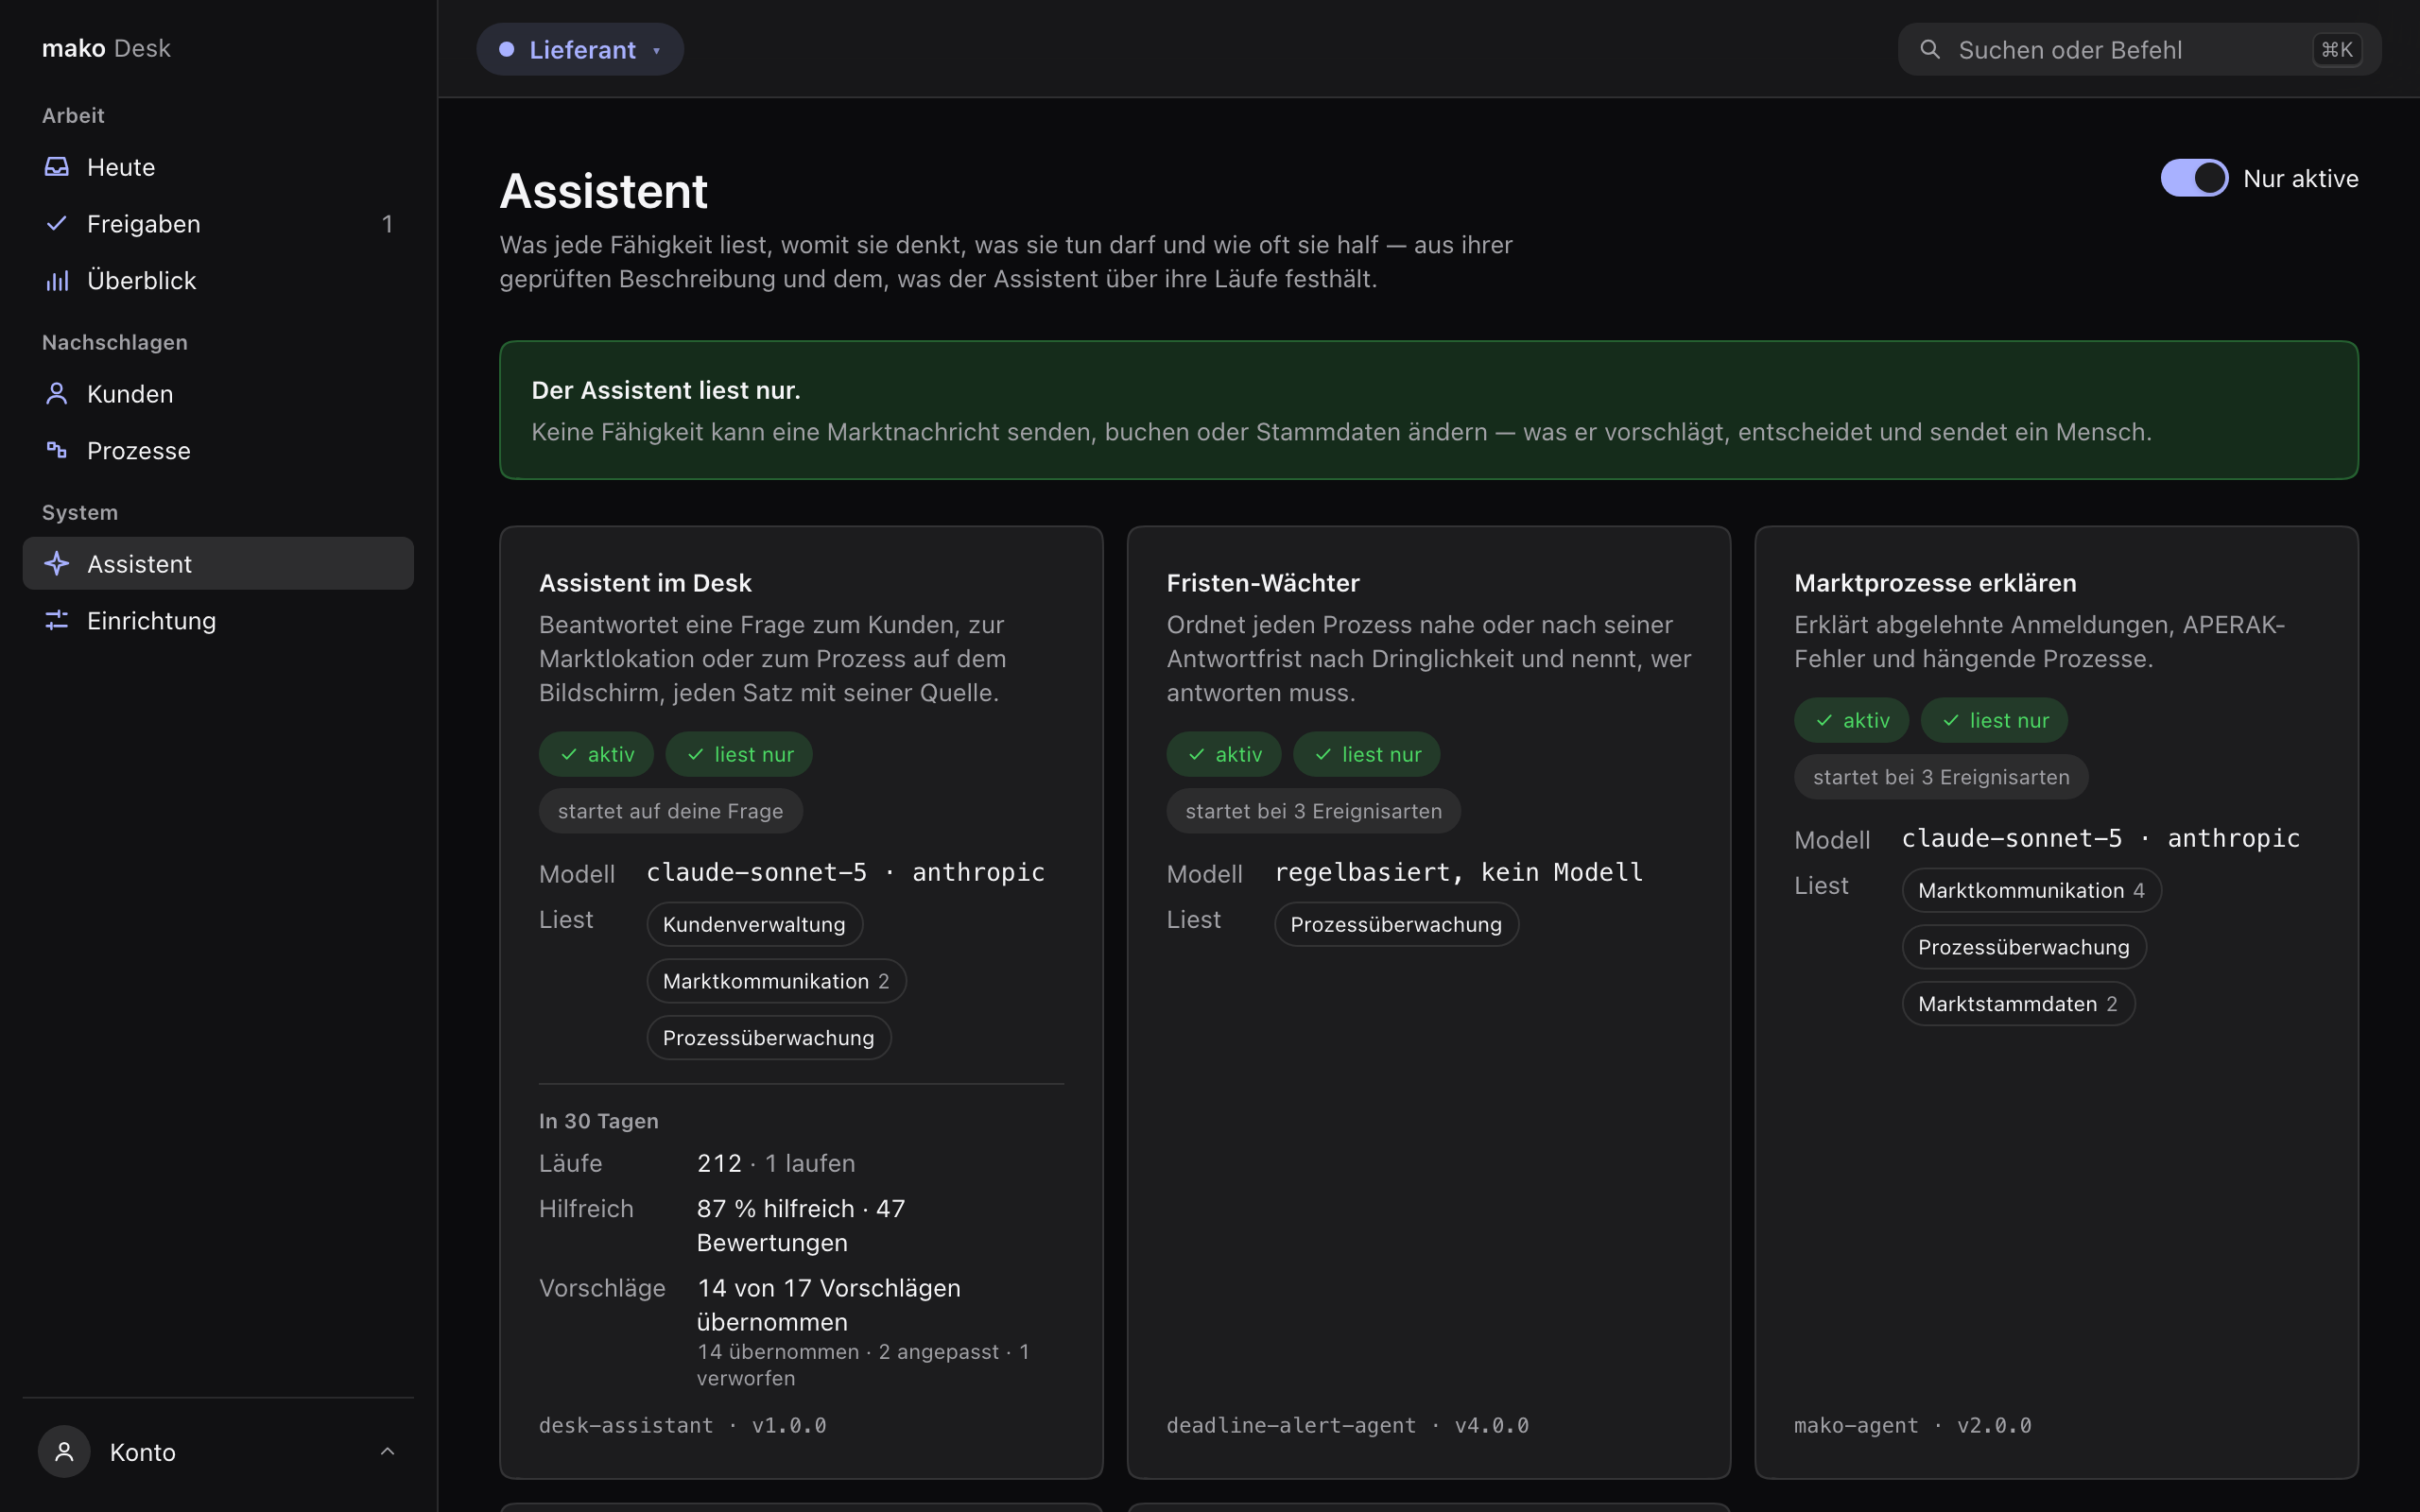 mako Desk
Arbeit
Heute
Freigaben 1
Überblick
Nachschlagen
Kunden
Prozesse
System
Assistent
Einrichtung
Konto
Lieferant
Suchen oder Befehl ⌘K
Assistent
Nur aktive
Was jede Fähigkeit liest, womit sie denkt, was sie tun darf und wie oft sie half — aus ihrer
geprüften Beschreibung und dem, was der Assistent über ihre Läufe festhält.
Der Assistent liest nur.
Keine Fähigkeit kann eine Marktnachricht senden, buchen oder Stammdaten ändern — was er vorschlägt, entscheidet und sendet ein Mensch.
Assistent im Desk
Beantwortet eine Frage zum Kunden, zur
Marktlokation oder zum Prozess auf dem
Bildschirm, jeden Satz mit seiner Quelle.
aktiv liest nur
startet auf deine Frage
Modell claude-sonnet-5 · anthropic
Liest Kundenverwaltung
Marktkommunikation 2
Prozessüberwachung
In 30 Tagen
Läufe 212 · 1 laufen
Hilfreich 87 % hilfreich · 47
Bewertungen
Vorschläge 14 von 17 Vorschlägen
übernommen
14 übernommen · 2 angepasst · 1
verworfen
desk-assistant · v1.0.0
Fristen-Wächter
Ordnet jeden Prozess nahe oder nach seiner
Antwortfrist nach Dringlichkeit und nennt, wer
antworten muss.
aktiv liest nur
startet bei 3 Ereignisarten
Modell regelbasiert, kein Modell
Liest Prozessüberwachung
deadline-alert-agent · v4.0.0
Marktprozesse erklären
Erklärt abgelehnte Anmeldungen, APERAK-
Fehler und hängende Prozesse.
aktiv liest nur
startet bei 3 Ereignisarten
Modell claude-sonnet-5 · anthropic
Liest Marktkommunikation 4
Prozessüberwachung
Marktstammdaten 2
mako-agent · v2.0.0